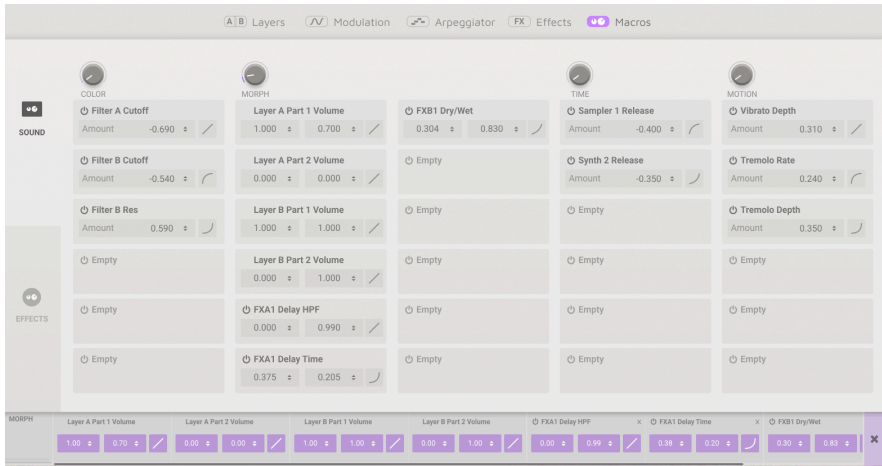 A B Layers Modulation Arpeggiator FX Effects Macros
COLOR MORPH TIME MOTION
SOUND
Filter A Cutoff Layer A Part 1 Volume FXB1 Dry/Wet Sampler 1 Release Vibrato Depth
Amount -0.690 1.000 0.700 0.304 0.830 Amount -0.400 Amount 0.310
Filter B Cutoff Layer A Part 2 Volume Empty Synth 2 Release Tremolo Rate
Amount -0.540 0.000 0.000 Amount -0.350 Amount 0.240
Filter B Res Layer B Part 1 Volume Empty Empty Tremolo Depth
Amount 0.590 1.000 1.000 Amount 0.350
Empty Layer B Part 2 Volume Empty Empty Empty
0.000 1.000
EFFECTS
Empty FXA1 Delay HPF Empty Empty Empty
0.000 0.990
Empty FXA1 Delay Time Empty Empty Empty
0.375 0.205
MORPH Layer A Part 1 Volume Layer A Part 2 Volume Layer B Part 1 Volume Layer B Part 2 Volume FXA1 Delay HPF X FXA1 Delay Time X FXB1 Dry/Wet
1.00 0.70 0.00 0.00 1.00 1.00 0.00 1.00 0.00 0.99 0.38 0.20 0.30 0.83